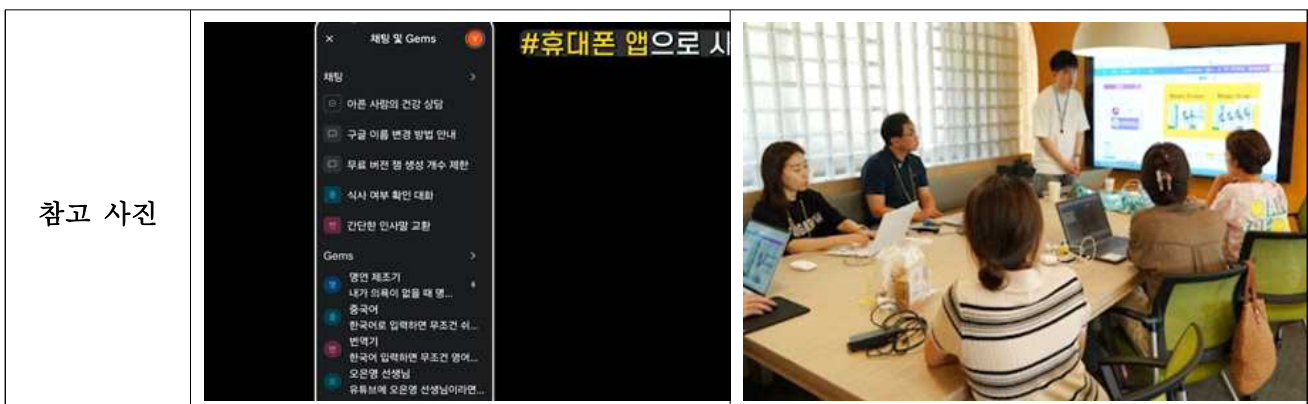 참고 사진
채팅 및 Gems
#휴대폰 앱으로 사
채팅
아픈 사람의 건강 상담
구글 이름 변경 방법 안내
무료 버전 잼 생성 개수 제한
식사 여부 확인 대화
간단한 인사말 교환
Gems
명언 제조기
내가 의욕이 없을 때 명...
중국어
한국어로 입력하면 무조건 쉬...
번역기
한국어 입력하면 무조건 영어...
오은영 선생님
유튜브에 오은영 선생님이라면...